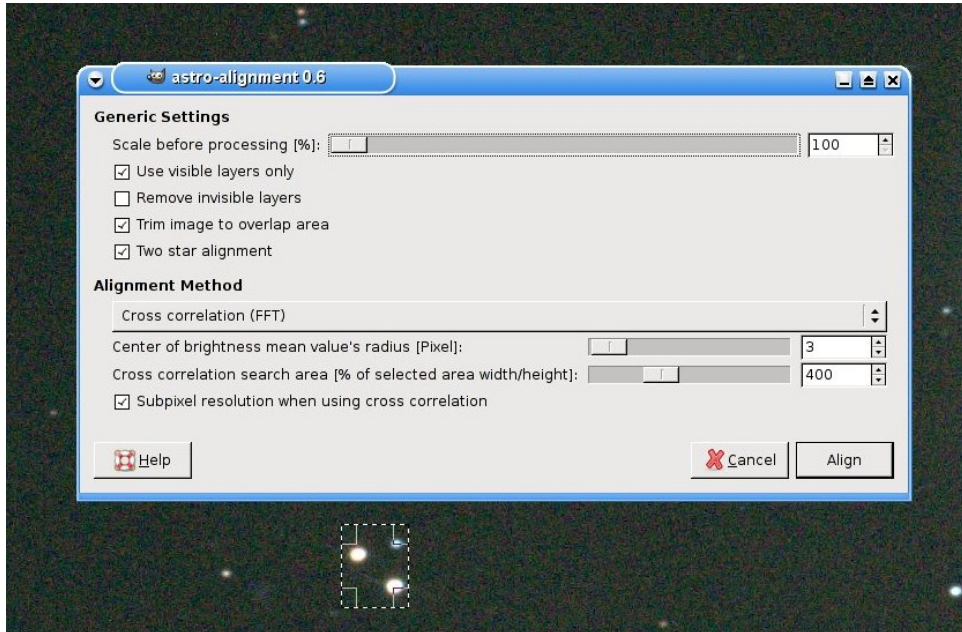 astro-alignment 0.6
Generic Settings
Scale before processing [%]: 100
Use visible layers only
Remove invisible layers
Trim image to overlap area
Two star alignment
Alignment Method
Cross correlation (FFT)
Center of brightness mean value's radius [Pixel]: 3
Cross correlation search area [% of selected area width/height]: 400
Subpixel resolution when using cross correlation
Help Cancel Align